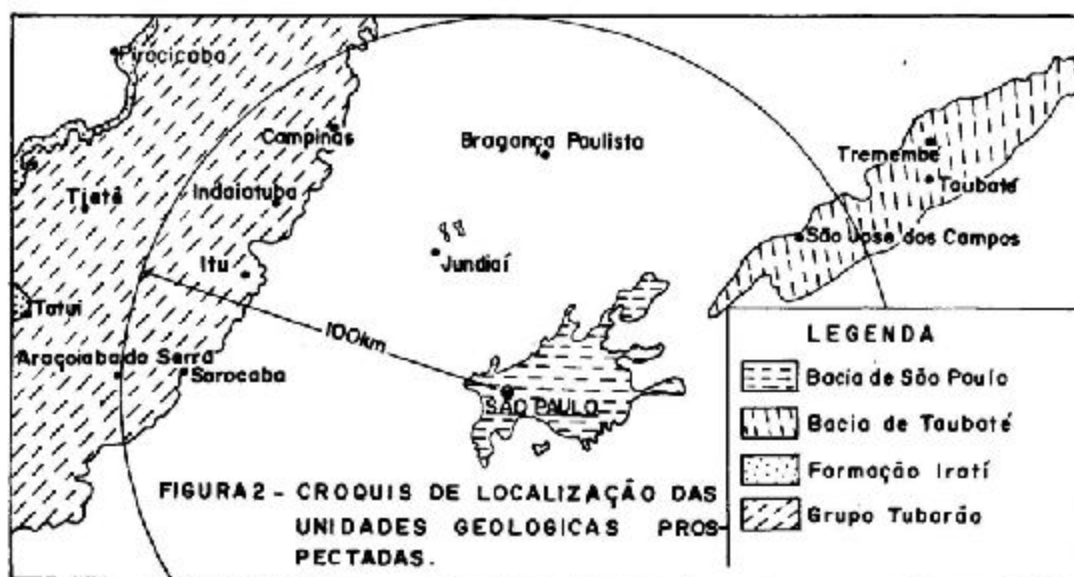 Piracicaba
Campinas
Bragança Paulista
Tremembé
Taubaté
Indaiatuba
Tietê
São José dos Campos
Jundiaí
Itu
Tatuí
100km
Araçoiaba do Serra
Sorocaba
SÃO PAULO
LEGENDA
Bacia de São Paulo
Bacia de Taubaté
Formação Iratí
Grupo Tubarão
FIGURA 2 - CROQUIS DE LOCALIZAÇÃO DAS
UNIDADES GEOLOGICAS PROS-
PECTADAS.